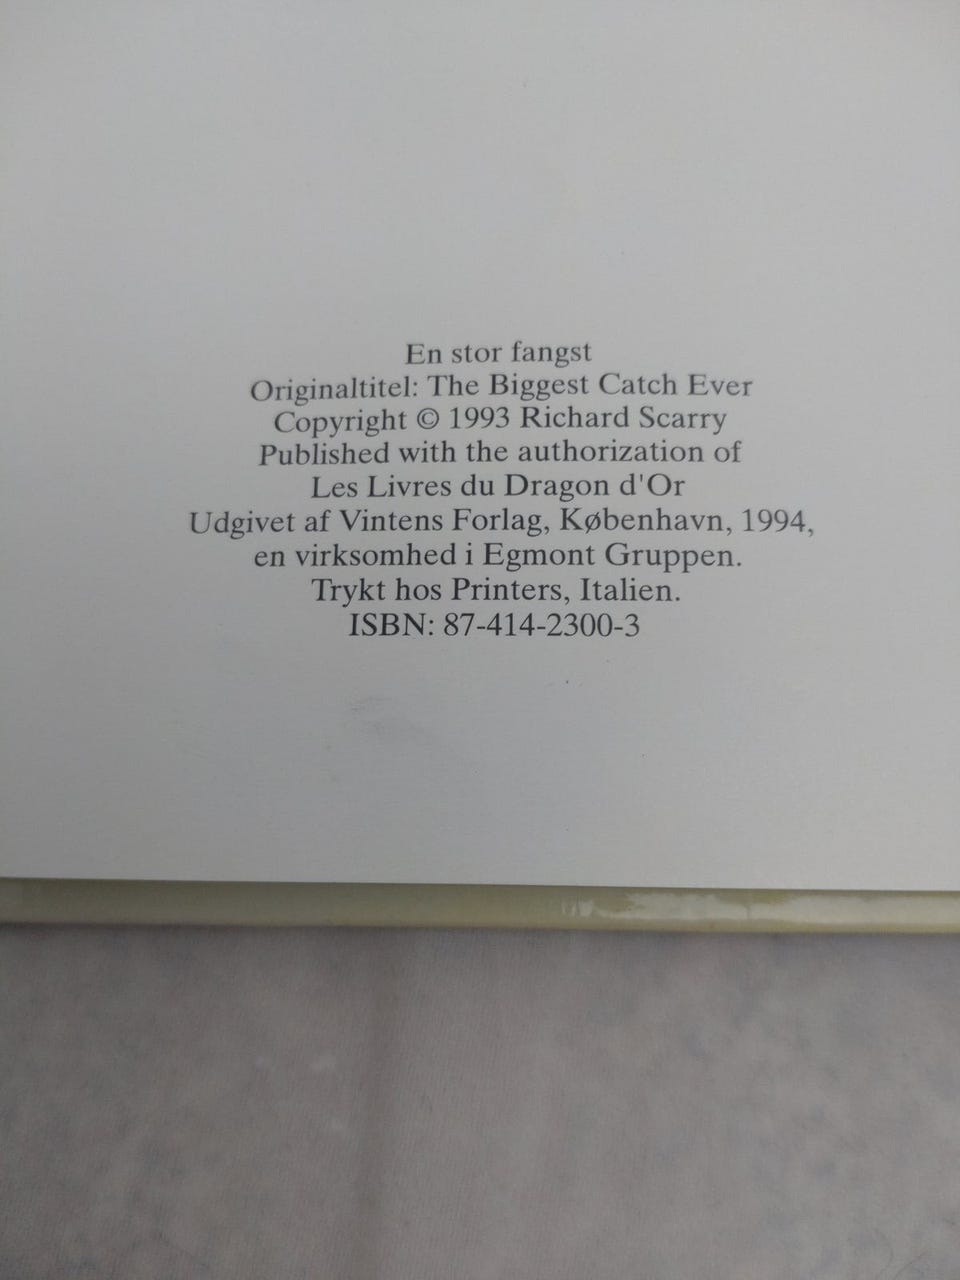 En stor fangst
Originaltitel: The Biggest Catch Ever
Copyright © 1993 Richard Scarry
Published with the authorization of
Les Livres du Dragon d'Or
Udgivet af Vintens Forlag, København, 1994,
en virksomhed i Egmont Gruppen.
Trykt hos Printers, Italien.
ISBN: 87-414-2300-3